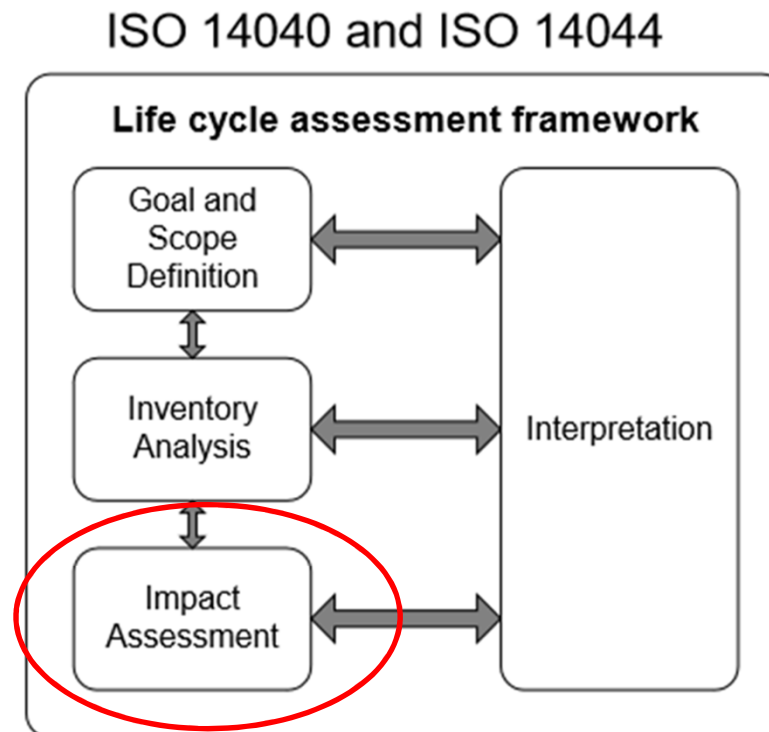 ISO 14040 and ISO 14044
Life cycle assessment framework
Goal and
Scope
Definition
Inventory
Analysis
Interpretation
Impact
Assessment